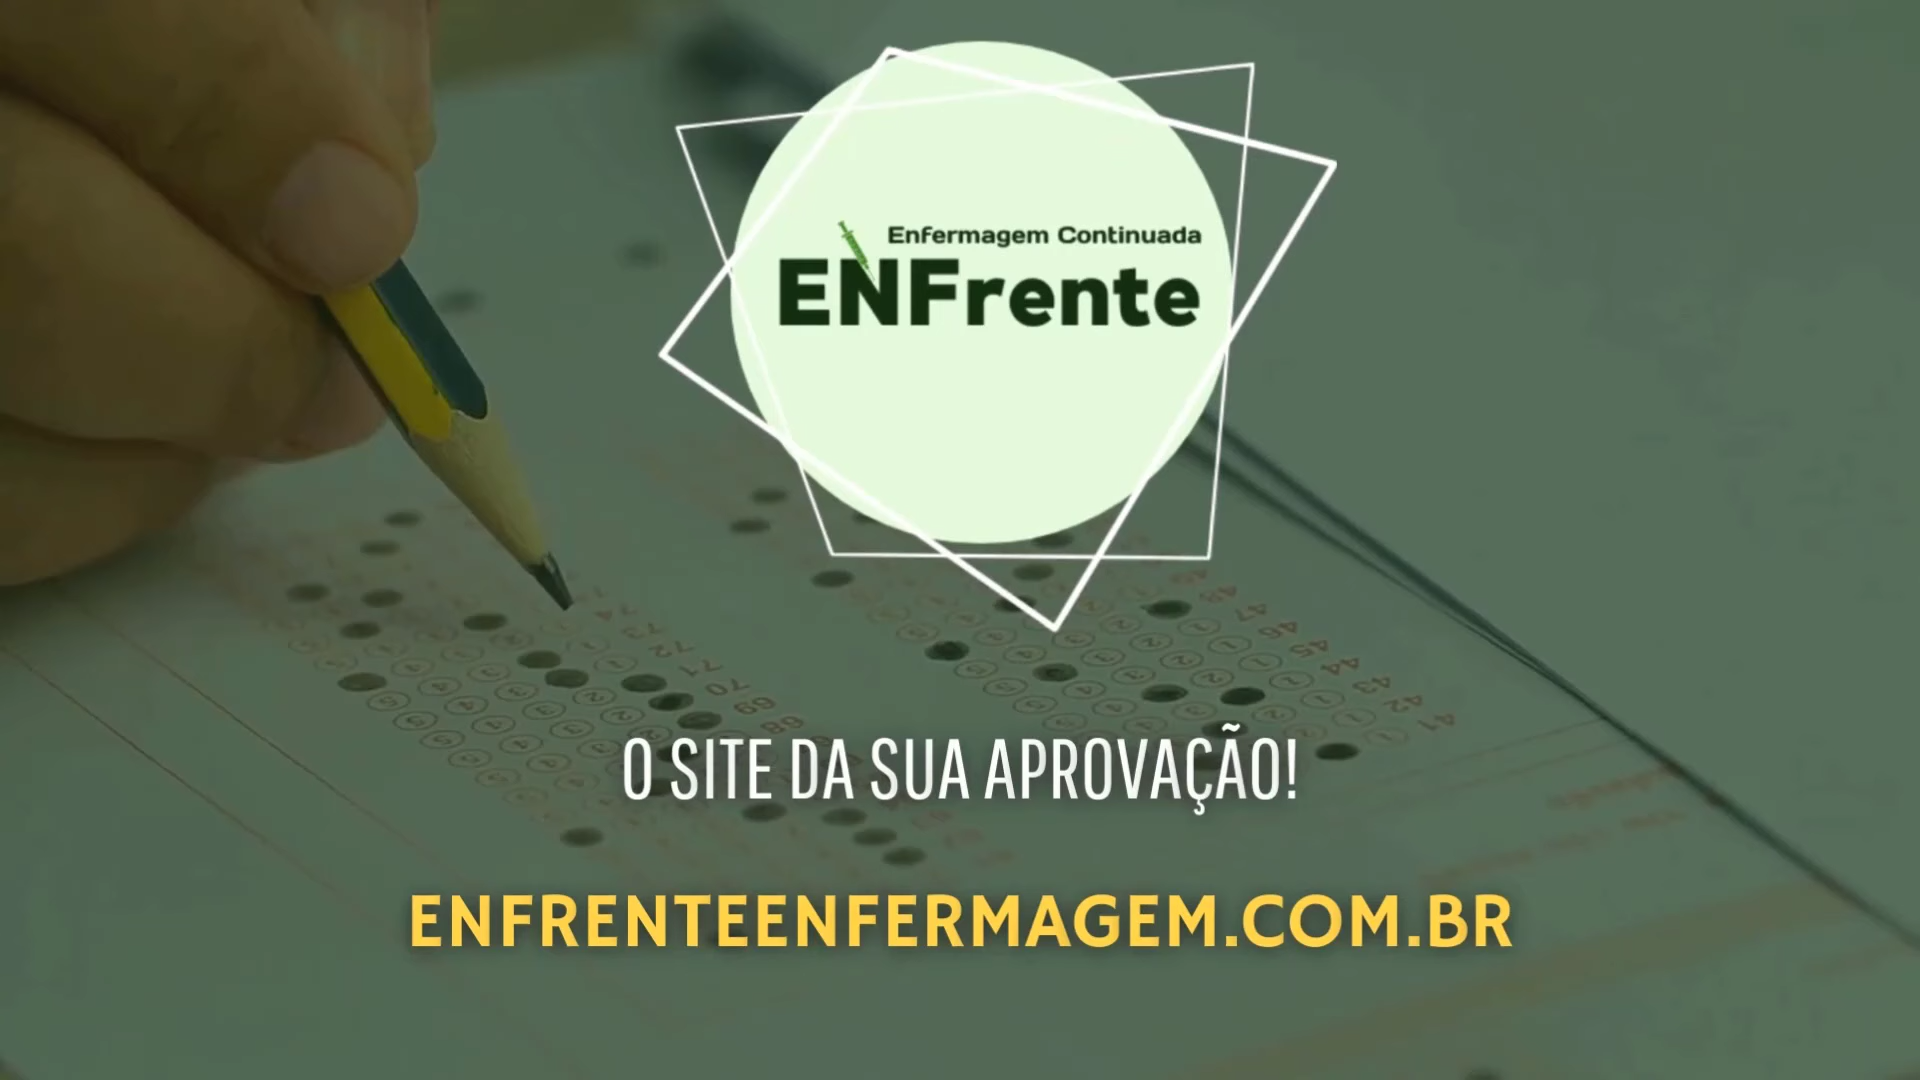 Enfermagem Continuada
ENFrente
O SITE DA SUA APROVAÇÃO!
ENFRENTEENFERMAGEM.COM.BR